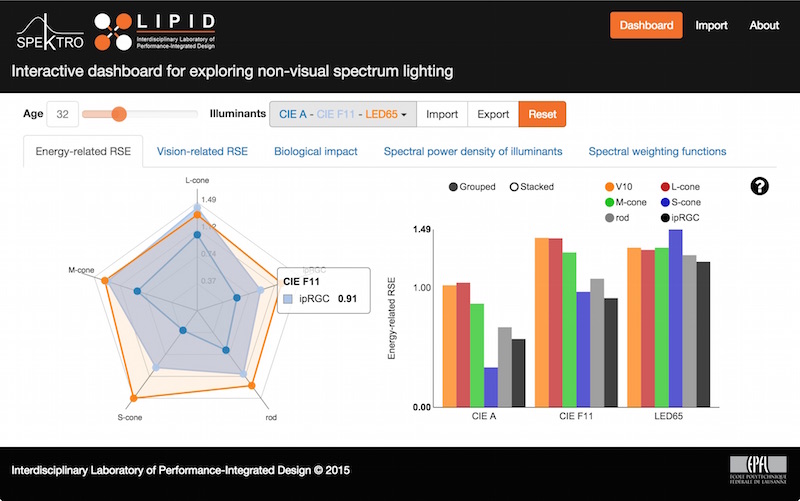 SPEKTRO
LIPID
Interdisciplinary Laboratory of
Performance-Integrated Design
Dashboard
Import
About
Interactive dashboard for exploring non-visual spectrum lighting
Age
32
Illuminants
CIE A - CIE F11 - LED65
Import
Export
Reset
Energy-related RSE
Vision-related RSE
Biological impact
Spectral power density of illuminants
Spectral weighting functions
L-cone
1.49
0.74
0.37
ipRGC
M-cone
S-cone
rod
CIE F11
ipRGC 0.91
Grouped
Stacked
V10
L-cone
M-cone
S-cone
rod
ipRGC
?
Energy-related RSE
1.49
1.00
0.00
CIE A
CIE F11
LED65
Interdisciplinary Laboratory of Performance-Integrated Design © 2015
EPFL
ÉCOLE POLYTECHNIQUE
FÉDÉRALE DE LAUSANNE